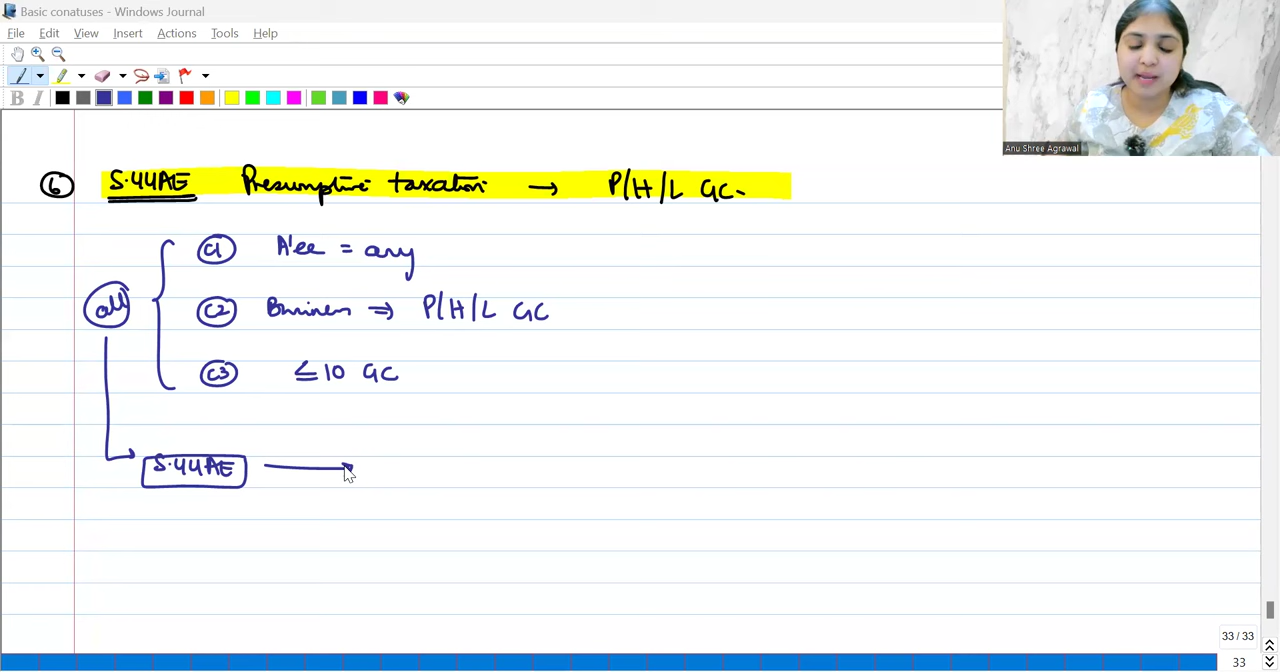 Basic conatuses - Windows Journal
File Edit View Insert Actions Tools Help
B I
Anu Shree Agrawal
6 S.44AE Presumptive taxation → P/H/L GC
C1 A'ee = any
all
C2 Business ⇒ P/H/L GC
C3 ≤ 10 GC
S.44AE →
33 / 33
33